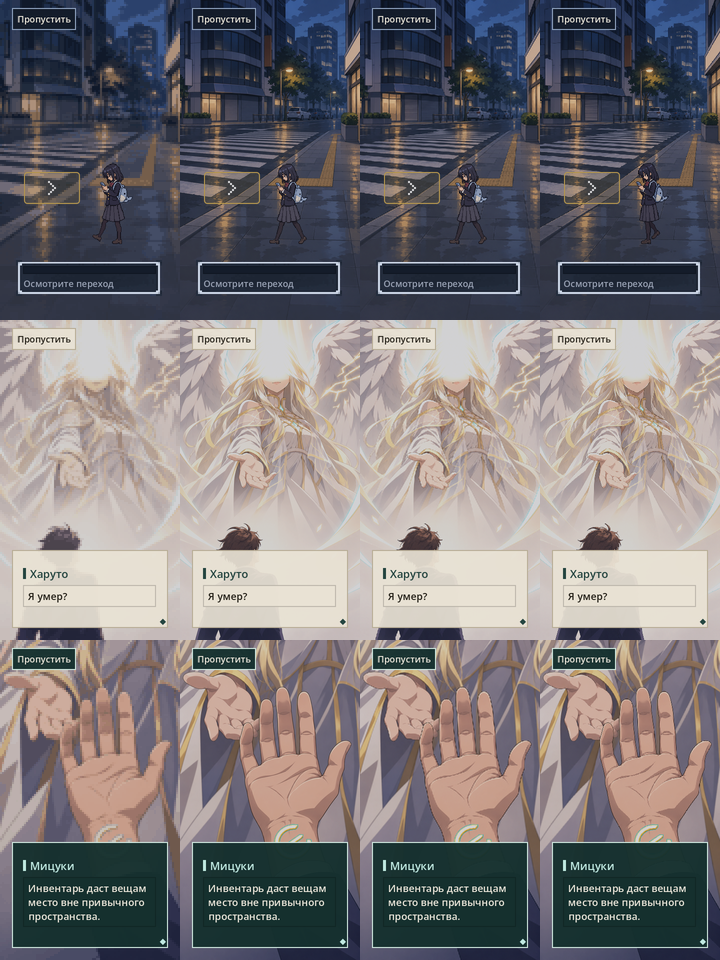 Пропустить
Пропустить
Пропустить
Пропустить
Осмотрите переход
Осмотрите переход
Осмотрите переход
Осмотрите переход
Пропустить
Пропустить
Пропустить
Пропустить
Харуто
Харуто
Харуто
Харуто
Я умер?
Я умер?
Я умер?
Я умер?
Пропустить
Пропустить
Пропустить
Пропустить
Мицуки
Инвентарь даст вещам
место вне привычного
пространства.
Мицуки
Инвентарь даст вещам
место вне привычного
пространства.
Мицуки
Инвентарь даст вещам
место вне привычного
пространства.
Мицуки
Инвентарь даст вещам
место вне привычного
пространства.